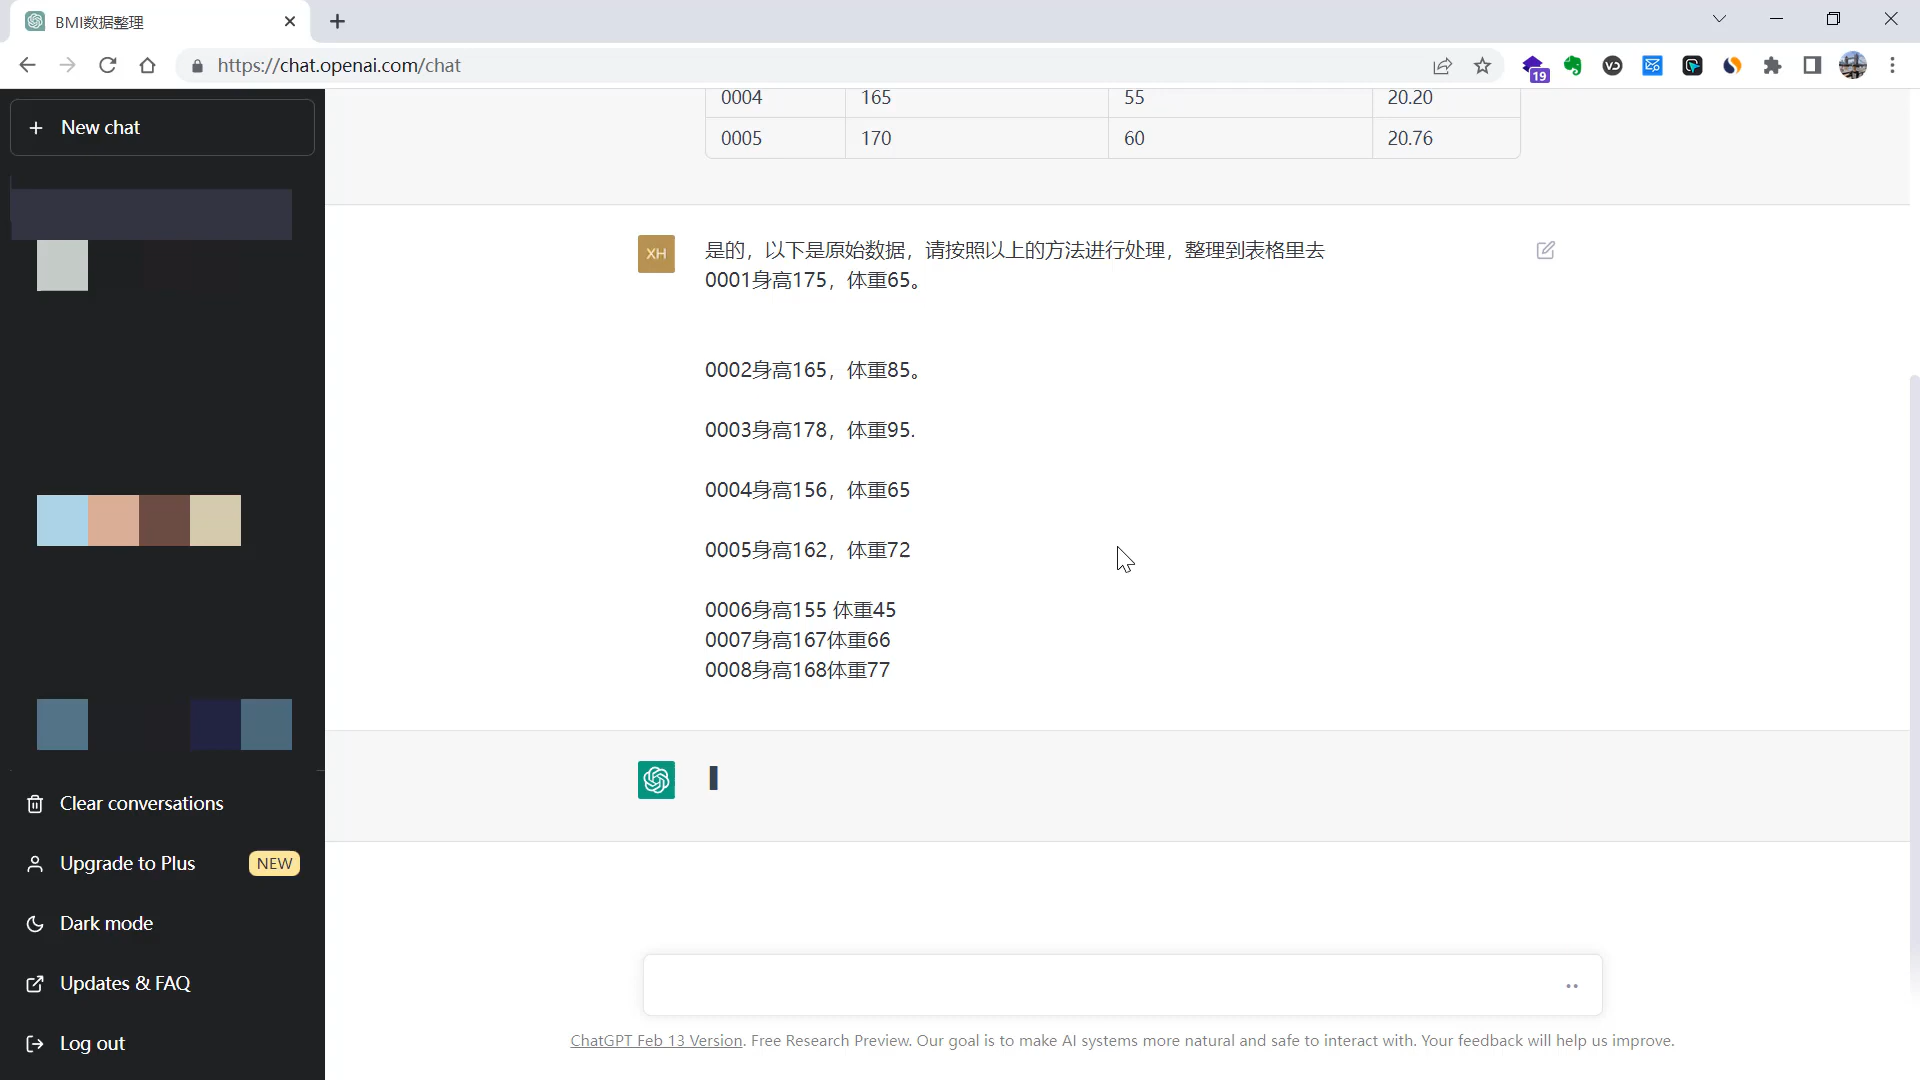 BMI数据整理
https://chat.openai.com/chat
19
New chat
0004 165 55 20.20
0005 170 60 20.76
XH
是的，以下是原始数据，请按照以上的方法进行处理，整理到表格里去
0001身高175，体重65。
0002身高165，体重85。
0003身高178，体重95.
0004身高156，体重65
0005身高162，体重72
0006身高155 体重45
0007身高167体重66
0008身高168体重77
Clear conversations
Upgrade to Plus NEW
Dark mode
Updates & FAQ
Log out
ChatGPT Feb 13 Version. Free Research Preview. Our goal is to make AI systems more natural and safe to interact with. Your feedback will help us improve.